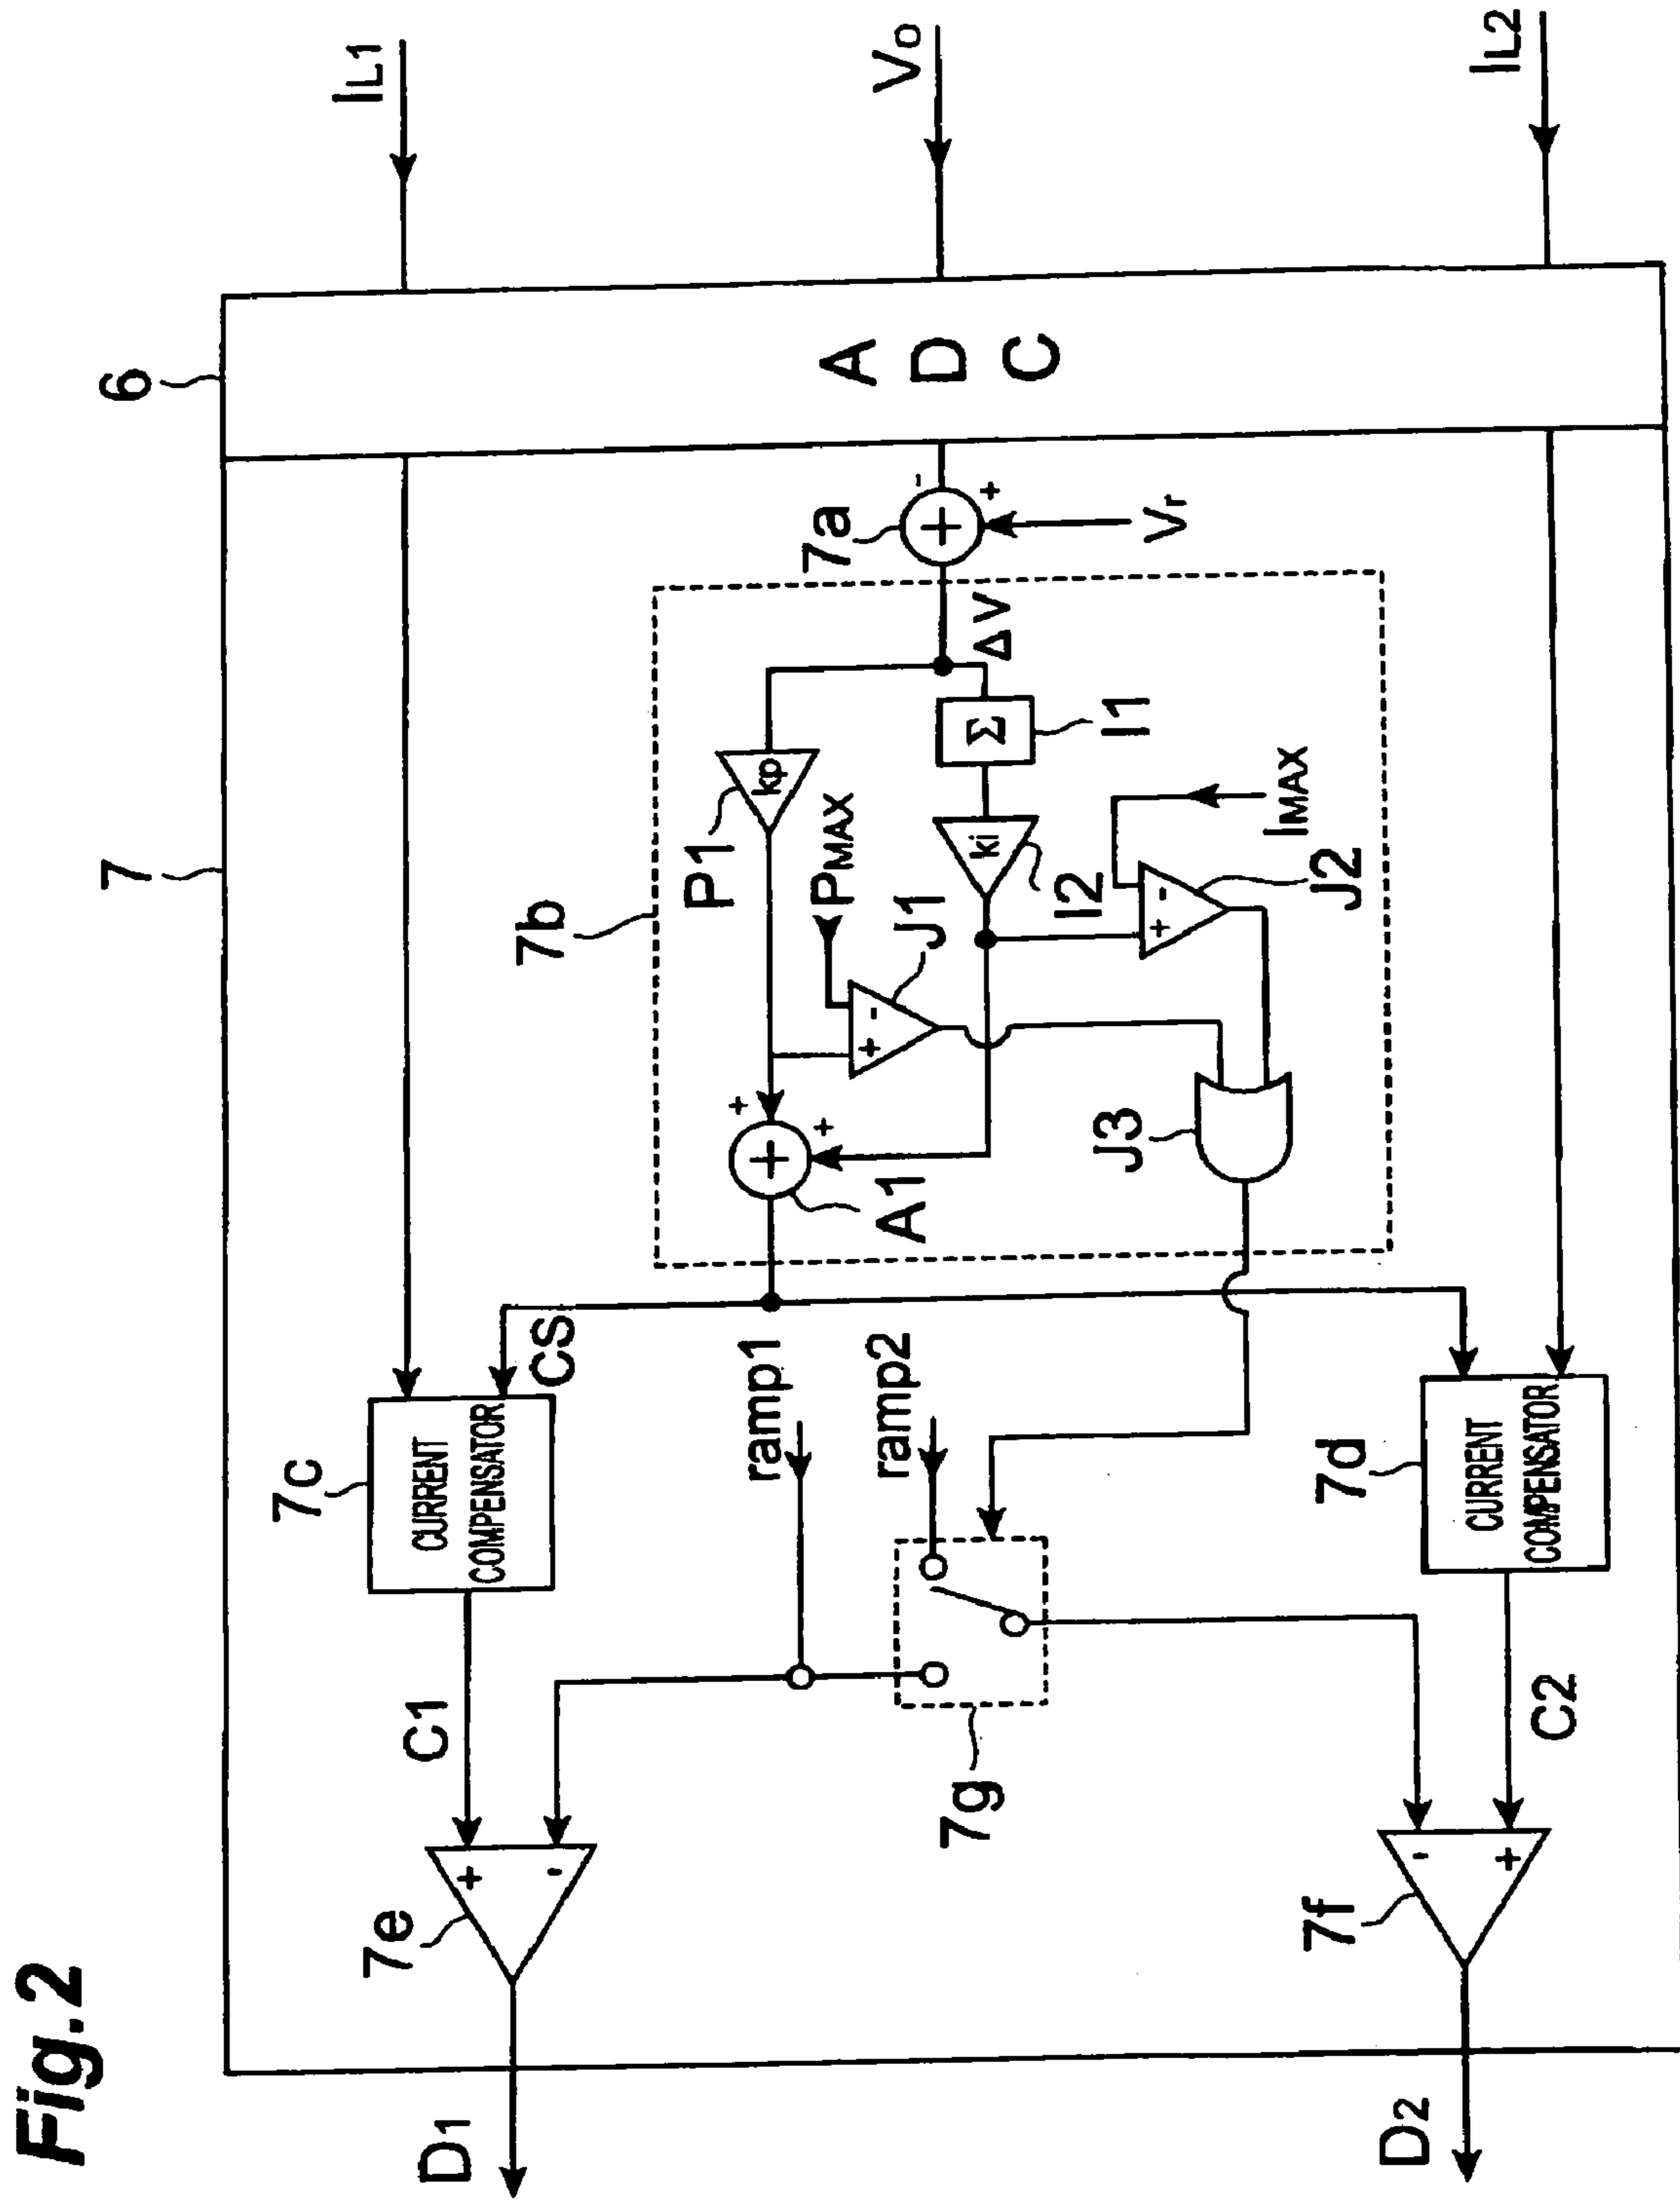 Fig.2
7
6
IL1
Vo
IL2
A
D
C
7a
-
+
+
Vr
7b
ΔV
kp
P1
PMAX
Σ
I1
ki
I2
IMAX
J1
+
-
J2
+
-
J3
+
+
+
A1
7c
CURRENT
COMPENSATOR
CS
ramp1
ramp2
7d
CURRENT
COMPENSATOR
C1
7g
C2
7e
+
-
7f
-
+
D1
D2